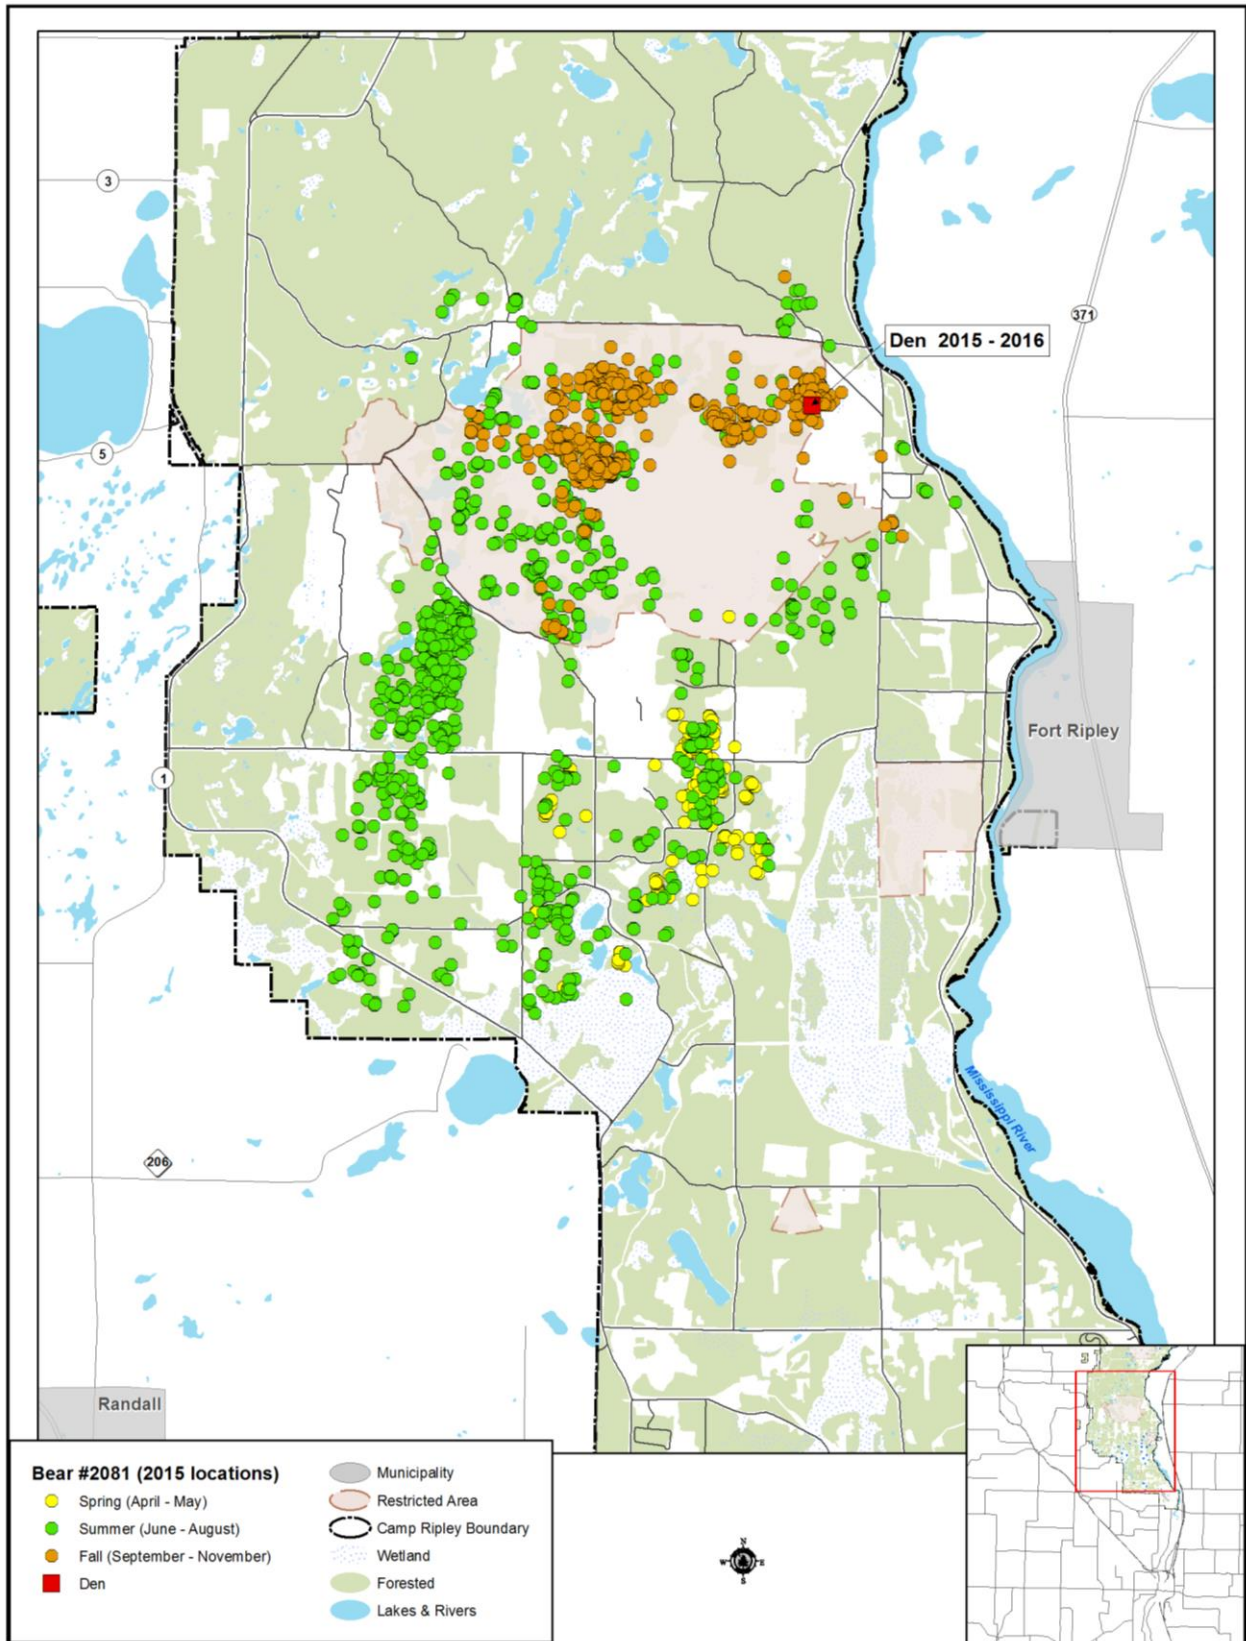 3
371
Den 2015 - 2016
5
Fort Ripley
1
Mississippi River
206
Randall
Bear #2081 (2015 locations)
Spring (April - May)
Summer (June - August)
Fall (September - November)
Den
Municipality
Restricted Area
Camp Ripley Boundary
Wetland
Forested
Lakes & Rivers
N
W E
S